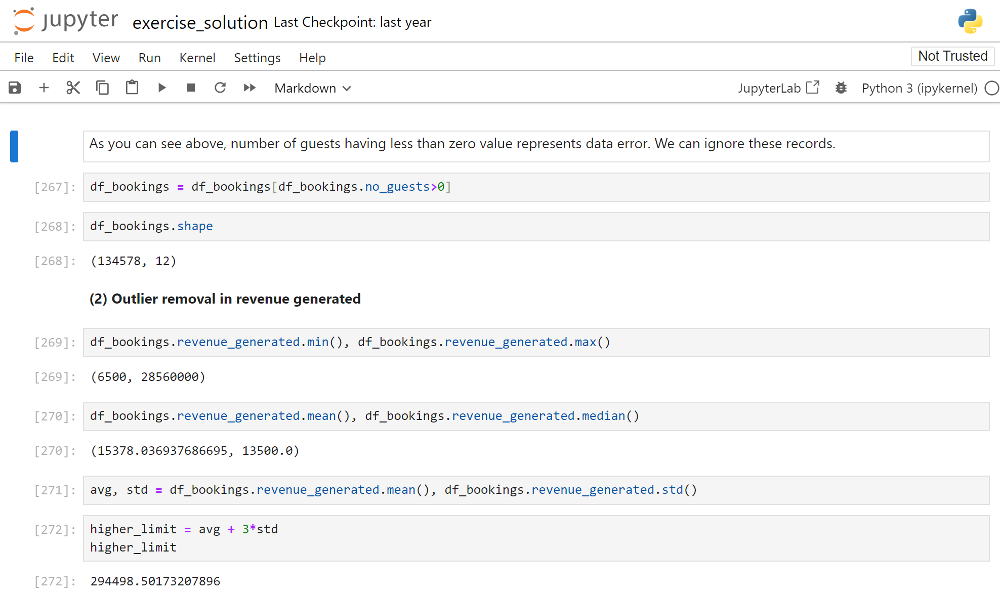 jupyter exercise_solution Last Checkpoint: last year
File Edit View Run Kernel Settings Help Not Trusted
Markdown JupyterLab Python 3 (ipykernel)
As you can see above, number of guests having less than zero value represents data error. We can ignore these records.
[267]: df_bookings = df_bookings[df_bookings.no_guests>0]
[268]: df_bookings.shape
[268]: (134578, 12)
(2) Outlier removal in revenue generated
[269]: df_bookings.revenue_generated.min(), df_bookings.revenue_generated.max()
[269]: (6500, 28560000)
[270]: df_bookings.revenue_generated.mean(), df_bookings.revenue_generated.median()
[270]: (15378.036937686695, 13500.0)
[271]: avg, std = df_bookings.revenue_generated.mean(), df_bookings.revenue_generated.std()
[272]: higher_limit = avg + 3*std
higher_limit
[272]: 294498.50173207896